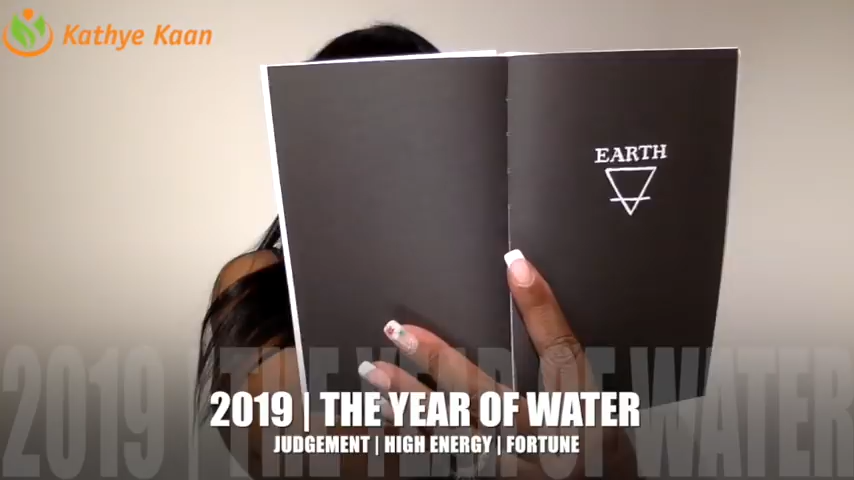 Kathye Kaan
EARTH
2019 | THE YEAR OF WATER
2019 | THE YEAR OF WATER
JUDGEMENT | HIGH ENERGY | FORTUNE